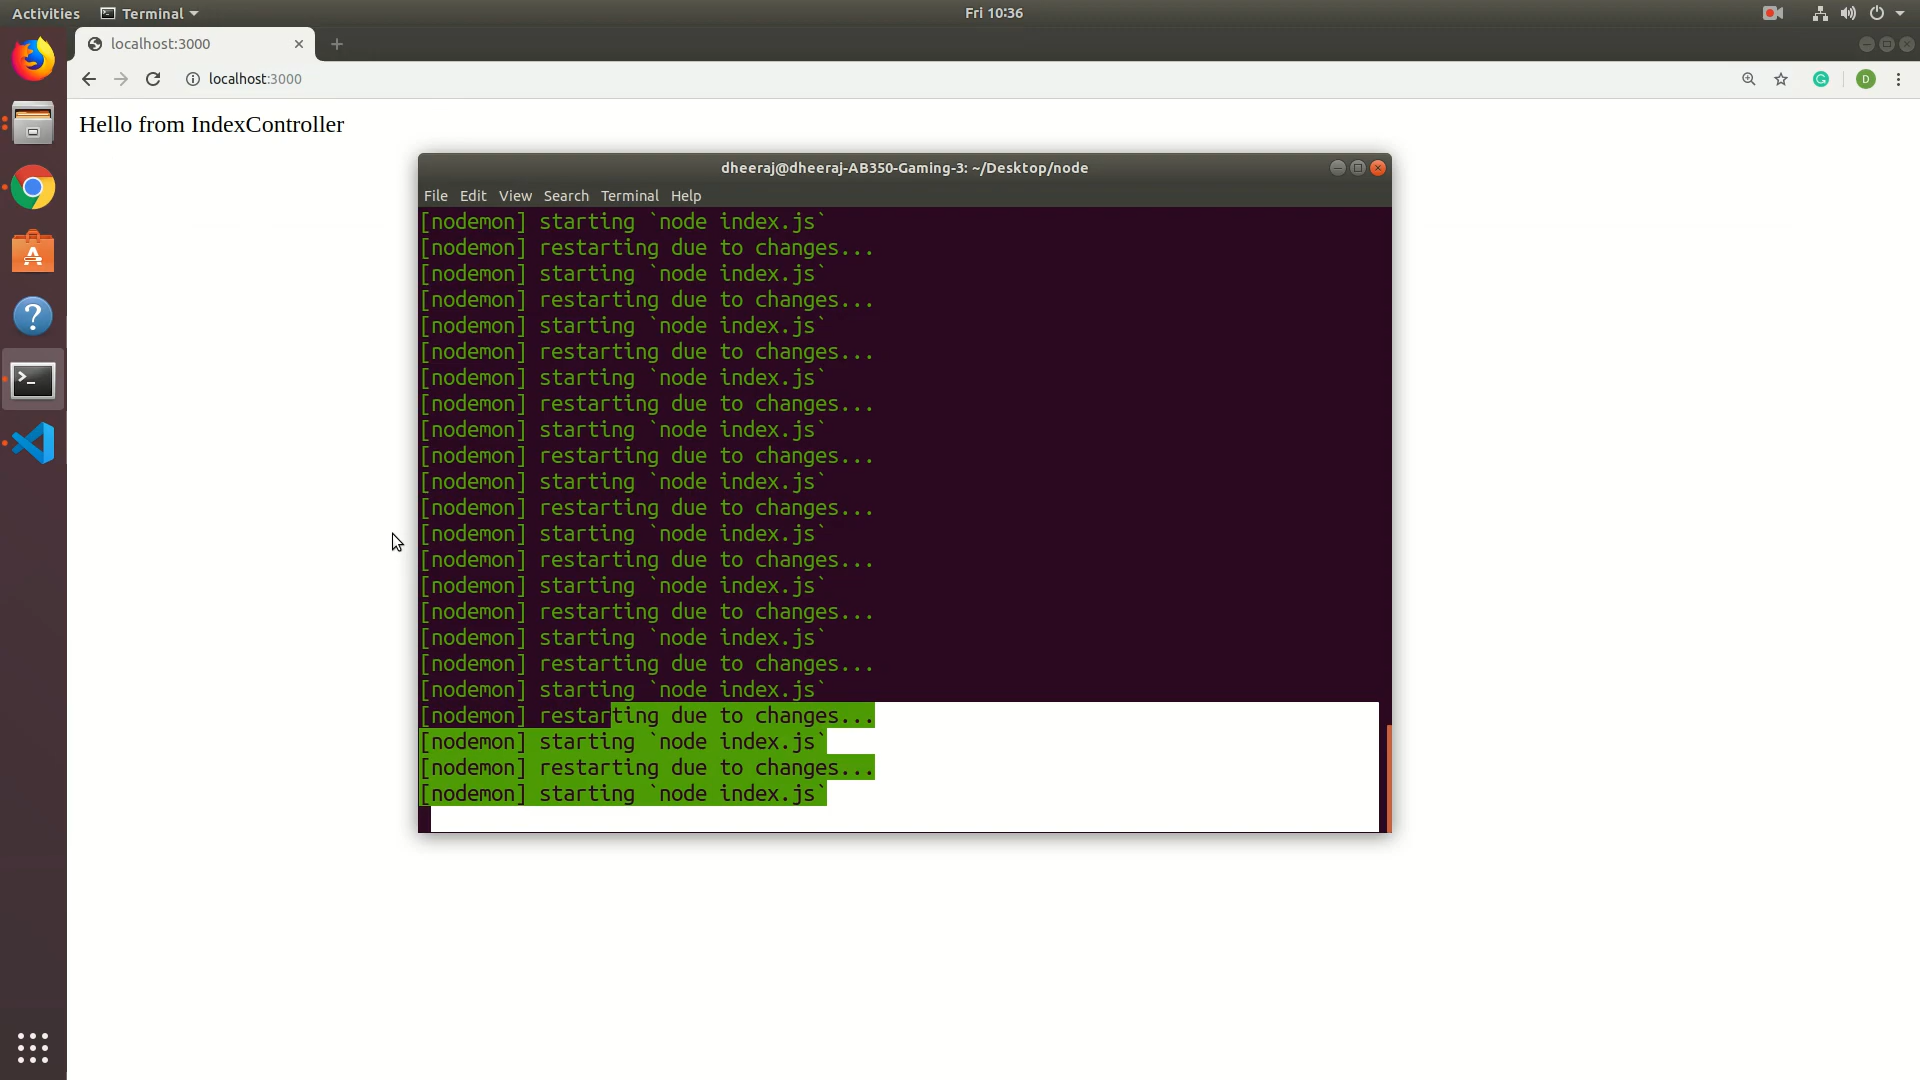 Activities Terminal Fri 10:36
localhost:3000
localhost:3000 D
Hello from IndexController
dheeraj@dheeraj-AB350-Gaming-3: ~/Desktop/node
File Edit View Search Terminal Help
[nodemon] starting `node index.js`
[nodemon] restarting due to changes...
[nodemon] starting `node index.js`
[nodemon] restarting due to changes...
[nodemon] starting `node index.js`
[nodemon] restarting due to changes...
[nodemon] starting `node index.js`
[nodemon] restarting due to changes...
[nodemon] starting `node index.js`
[nodemon] restarting due to changes...
[nodemon] starting `node index.js`
[nodemon] restarting due to changes...
[nodemon] starting `node index.js`
[nodemon] restarting due to changes...
[nodemon] starting `node index.js`
[nodemon] restarting due to changes...
[nodemon] starting `node index.js`
[nodemon] restarting due to changes...
[nodemon] starting `node index.js`
[nodemon] restarting due to changes...
[nodemon] starting `node index.js`
[nodemon] restarting due to changes...
[nodemon] starting `node index.js`